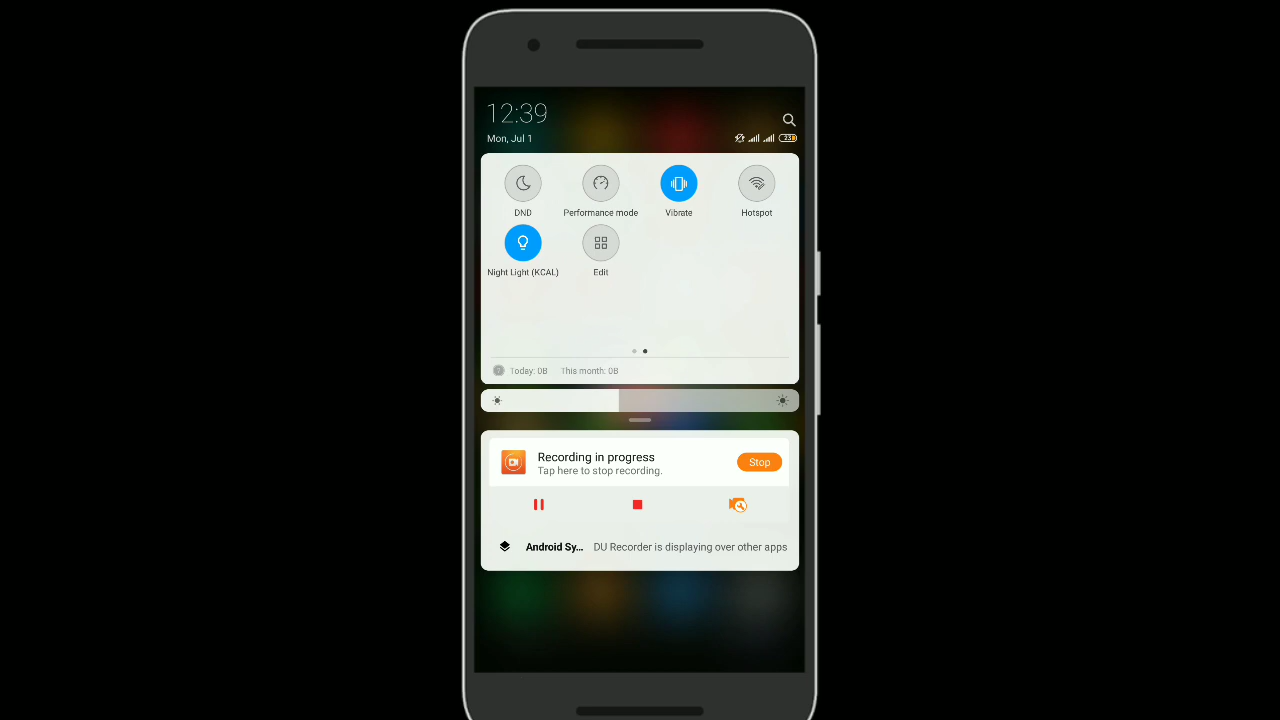 12:39
Mon, Jul 1
23
DND
Performance mode
Vibrate
Hotspot
Night Light (KCAL)
Edit
Today: 0B This month: 0B
Recording in progress
Tap here to stop recording.
Stop
Android Sy... DU Recorder is displaying over other apps